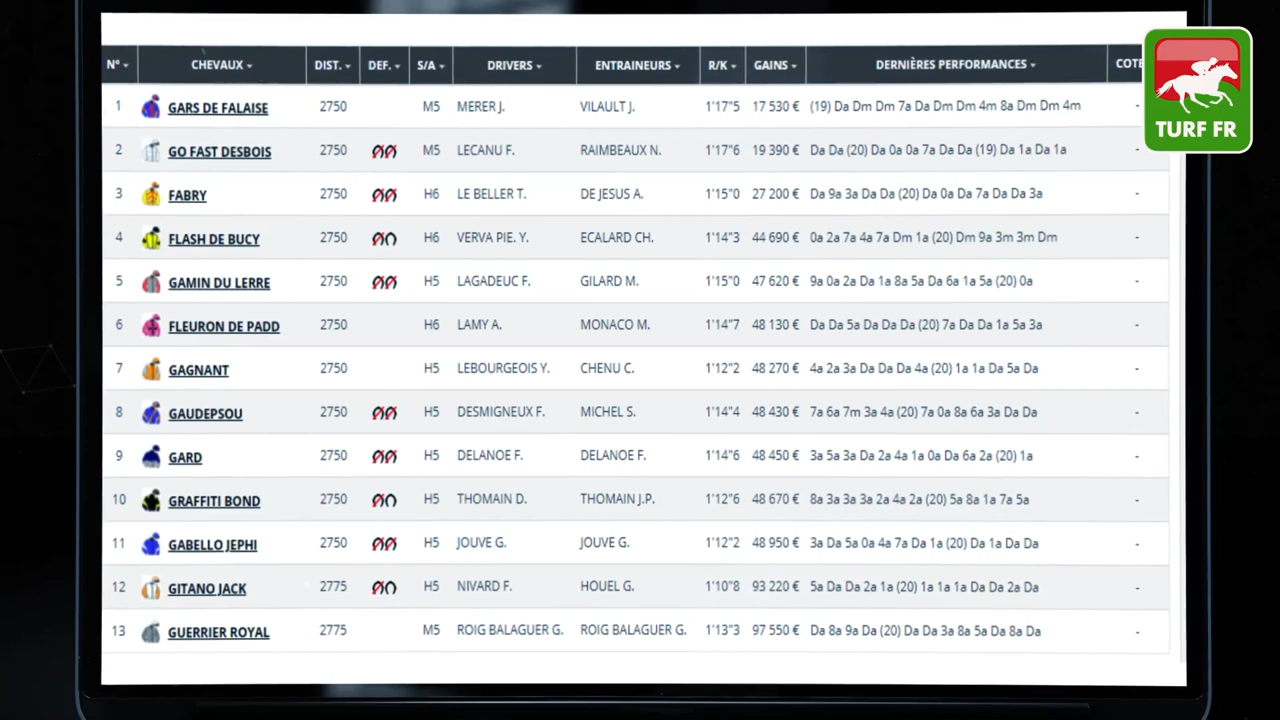 N° CHEVAUX DIST. DEF. S/A DRIVERS ENTRAINEURS R/K GAINS DERNIÈRES PERFORMANCES COTE
1 GARS DE FALAISE 2750 M5 MERER J. VILAULT J. 1'17"5 17 530 € (19) Da Dm Dm 7a Da Dm Dm 4m 8a Dm Dm 4m -
TURF FR
2 GO FAST DESBOIS 2750 M5 LECANU F. RAIMBEAUX N. 1'17"6 19 390 € Da Da (20) Da 0a 0a 7a Da Da (19) Da 1a Da 1a -
3 FABRY 2750 H6 LE BELLER T. DE JESUS A. 1'15"0 27 200 € Da 9a 3a Da Da (20) Da 0a Da 7a Da Da 3a -
4 FLASH DE BUCY 2750 H6 VERVA PIE. Y. ECALARD CH. 1'14"3 44 690 € 0a 2a 7a 4a 7a Dm 1a (20) Dm 9a 3m 3m Dm -
5 GAMIN DU LERRE 2750 H5 LAGADEUC F. GILARD M. 1'15"0 47 620 € 9a 0a 2a Da 1a 8a 5a Da 6a 1a 5a (20) 0a -
6 FLEURON DE PADD 2750 H6 LAMY A. MONACO M. 1'14"7 48 130 € Da Da 5a Da Da Da (20) 7a Da Da 1a 5a 3a -
7 GAGNANT 2750 H5 LEBOURGEOIS Y. CHENU C. 1'12"2 48 270 € 4a 2a 3a Da Da Da 4a (20) 1a 1a Da 5a Da -
8 GAUDEPSOU 2750 H5 DESMIGNEUX F. MICHEL S. 1'14"4 48 430 € 7a 6a 7m 3a 4a (20) 7a 0a 8a 6a 3a Da Da -
9 GARD 2750 H5 DELANOE F. DELANOE F. 1'14"6 48 450 € 3a 5a 3a Da 2a 4a 1a 0a Da 6a 2a (20) 1a -
10 GRAFFITI BOND 2750 H5 THOMAIN D. THOMAIN J.P. 1'12"6 48 670 € 8a 3a 3a 3a 2a 4a 2a (20) 5a 8a 1a 7a 5a -
11 GABELLO JEPHI 2750 H5 JOUVE G. JOUVE G. 1'12"2 48 950 € 3a Da 5a 0a 4a 7a Da 1a (20) Da 1a Da Da -
12 GITANO JACK 2775 H5 NIVARD F. HOUEL G. 1'10"8 93 220 € 5a Da Da 2a 1a (20) 1a 1a 1a Da Da 2a Da -
13 GUERRIER ROYAL 2775 M5 ROIG BALAGUER G. ROIG BALAGUER G. 1'13"3 97 550 € Da 8a 9a Da (20) Da Da 3a 8a 5a Da 8a Da -